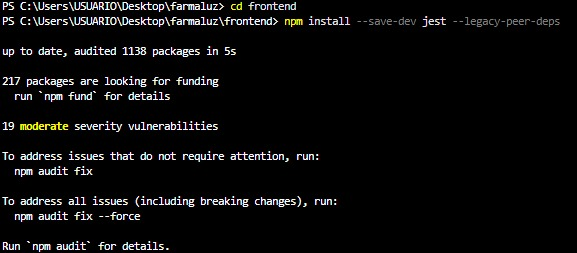 PS C:\Users\USUARIO\Desktop\farmaluz> cd frontend
PS C:\Users\USUARIO\Desktop\farmaluz\frontend> npm install --save-dev jest --legacy-peer-deps
up to date, audited 1138 packages in 5s
217 packages are looking for funding
  run `npm fund` for details
19 moderate severity vulnerabilities
To address issues that do not require attention, run:
  npm audit fix
To address all issues (including breaking changes), run:
  npm audit fix --force
Run `npm audit` for details.